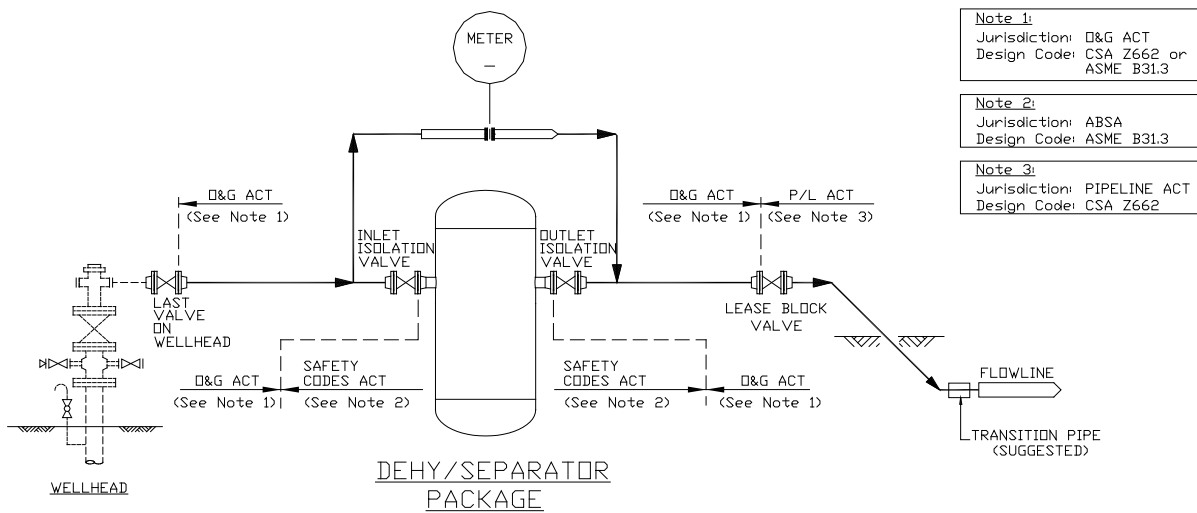 METER
–
Note 1:
Jurisdiction: O&G ACT
Design Code: CSA Z662 or
ASME B31.3
Note 2:
Jurisdiction: ABSA
Design Code: ASME B31.3
Note 3:
Jurisdiction: PIPELINE ACT
Design Code: CSA Z662
O&G ACT
(See Note 1)
O&G ACT
(See Note 1)
P/L ACT
(See Note 3)
INLET
ISOLATION
VALVE
OUTLET
ISOLATION
VALVE
LAST
VALVE
ON
WELLHEAD
LEASE BLOCK
VALVE
O&G ACT
(See Note 1)
SAFETY
CODES ACT
(See Note 2)
SAFETY
CODES ACT
(See Note 2)
O&G ACT
(See Note 1)
FLOWLINE
TRANSITION PIPE
(SUGGESTED)
WELLHEAD
DEHY/SEPARATOR
PACKAGE